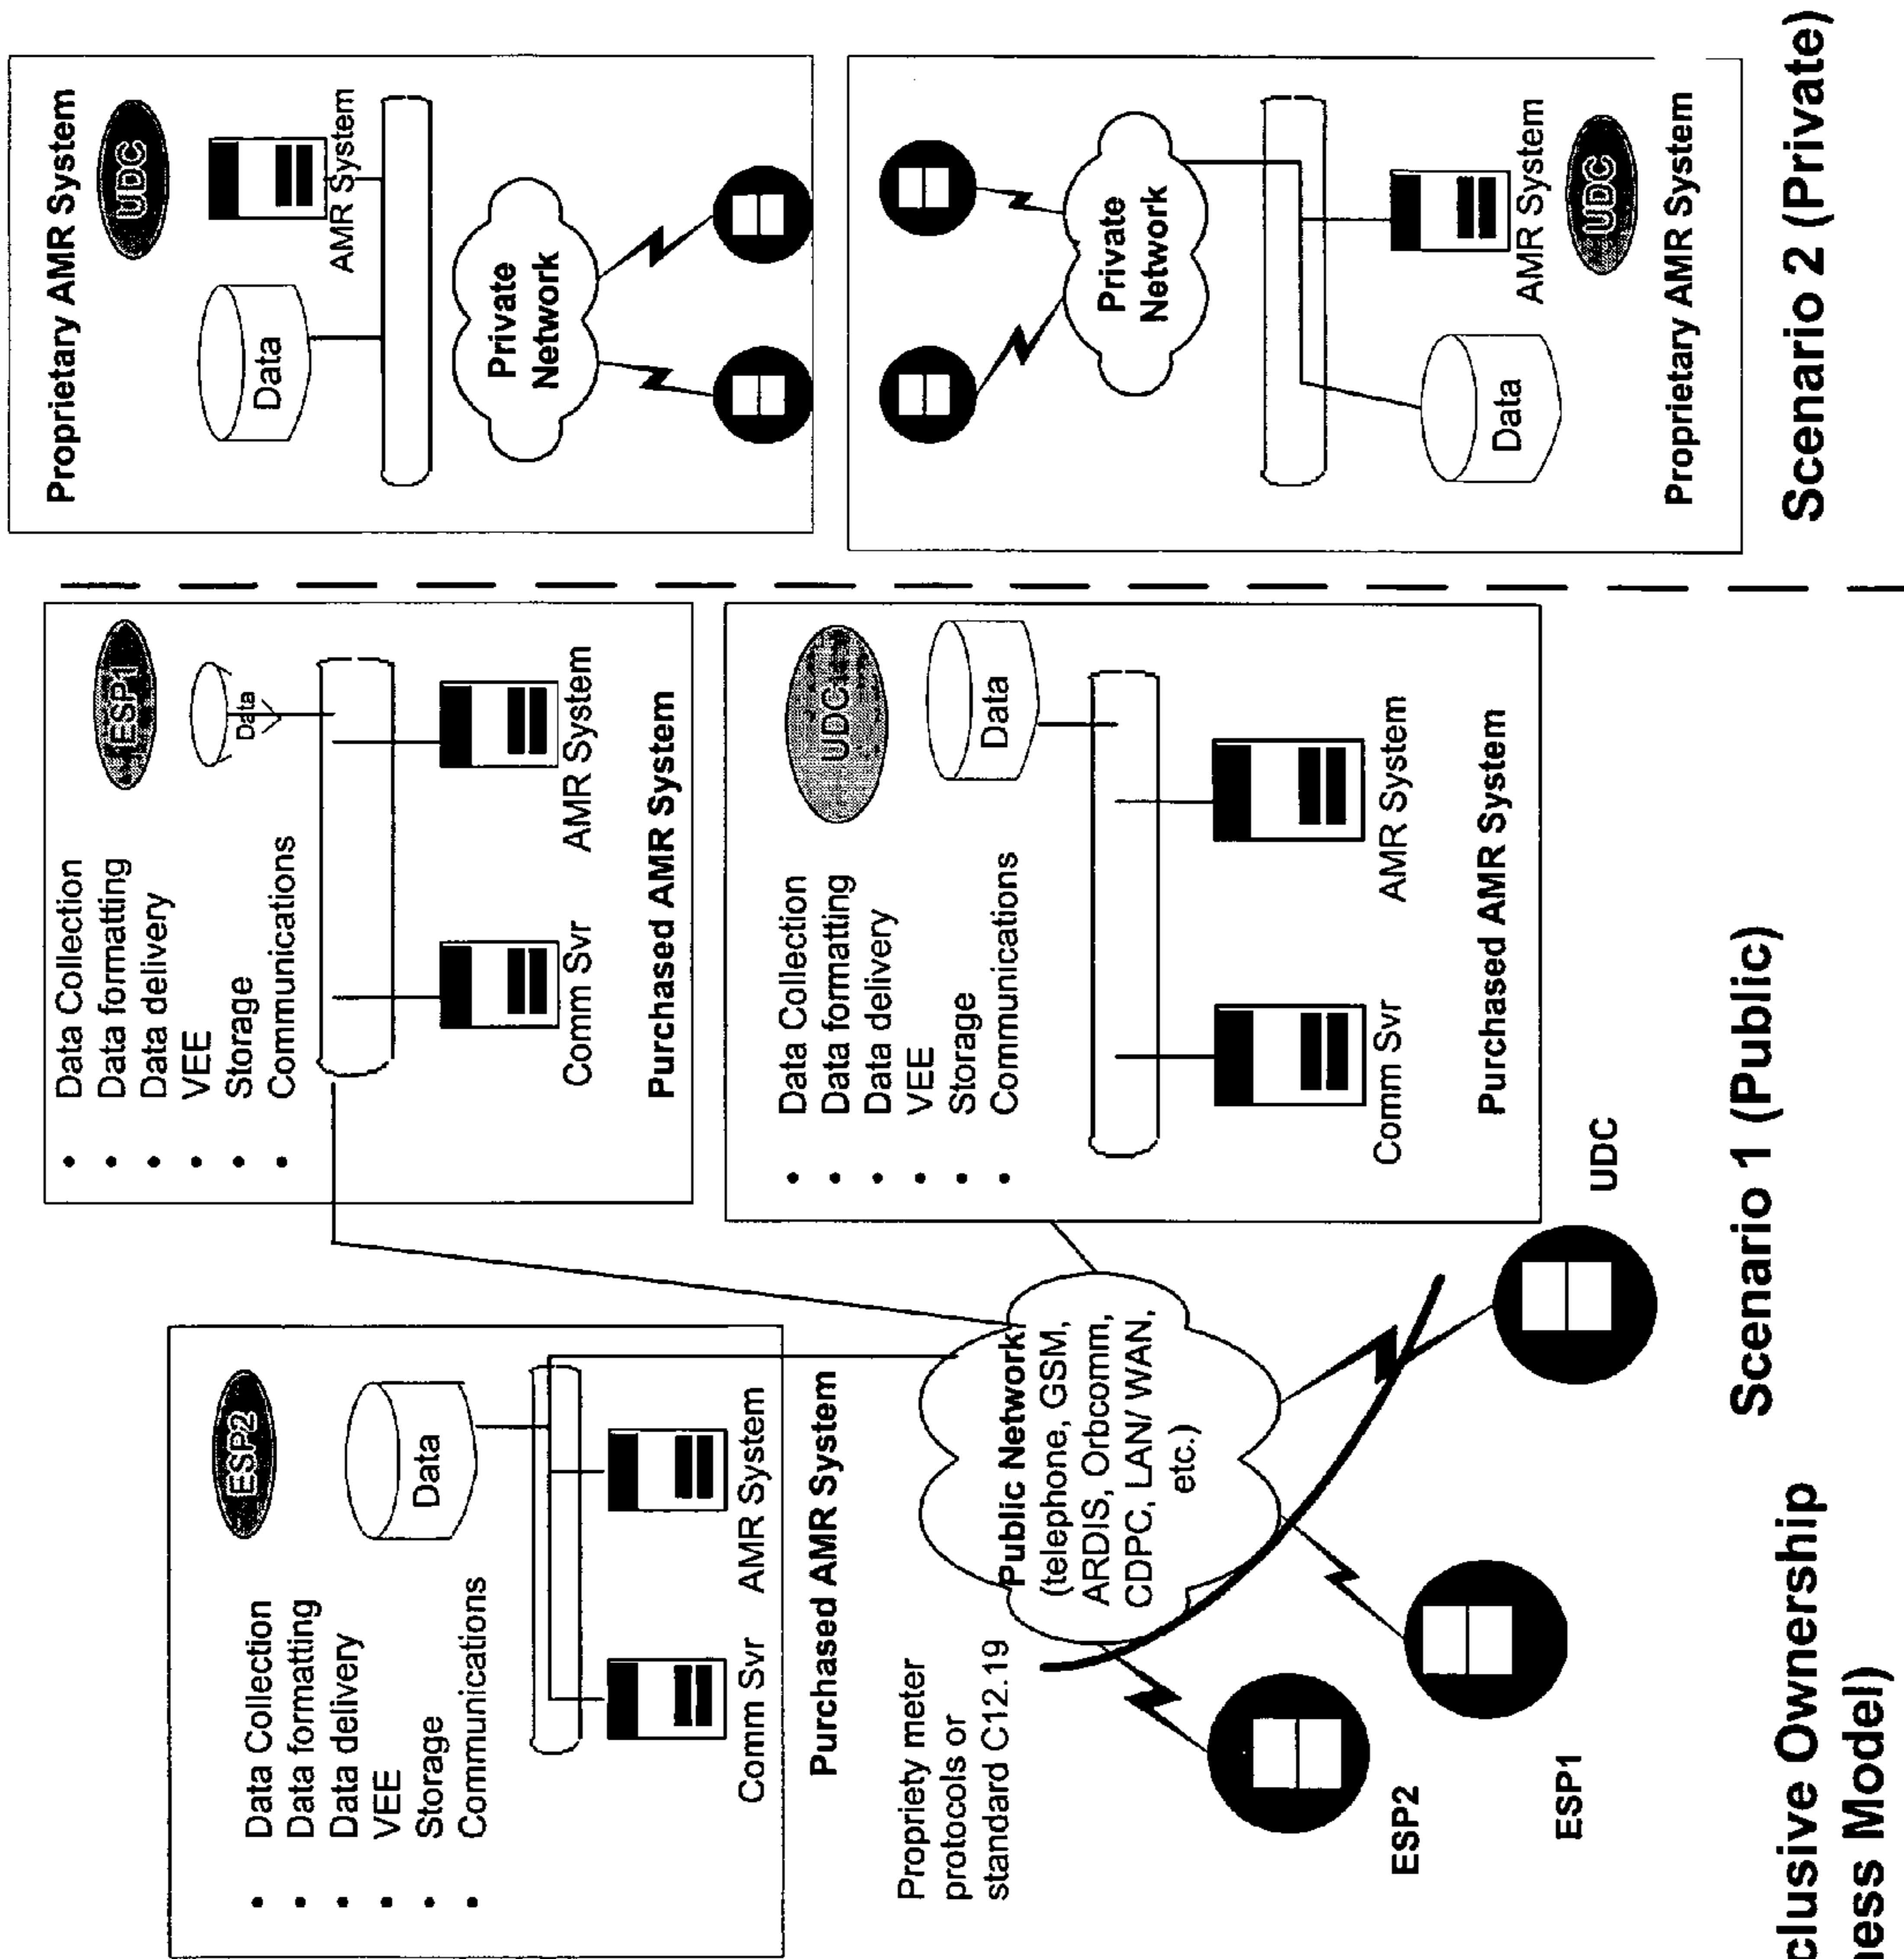 ESP2
• Data Collection
• Data formatting
• Data delivery
• VEE
• Storage
• Communications
Data
Comm Svr
AMR System
Purchased AMR System
ESP1
• Data Collection
• Data formatting
• Data delivery
• VEE
• Storage
• Communications
Data
Comm Svr
AMR System
Purchased AMR System
UDC
• Data Collection
• Data formatting
• Data delivery
• VEE
• Storage
• Communications
Data
Comm Svr
AMR System
Purchased AMR System
Propriety meter
protocols or
standard C12.19
Public Network
(telephone, GSM,
ARDIS, Orbcomm,
CDPC, LAN/ WAN,
etc.)
ESP2
ESP1
UDC
Proprietary AMR System
UDC
Data
AMR System
Private
Network
Private
Network
Data
AMR System
UDC
Proprietary AMR System
clusive Ownership
ness Model)
Scenario 1 (Public)
Scenario 2 (Private)